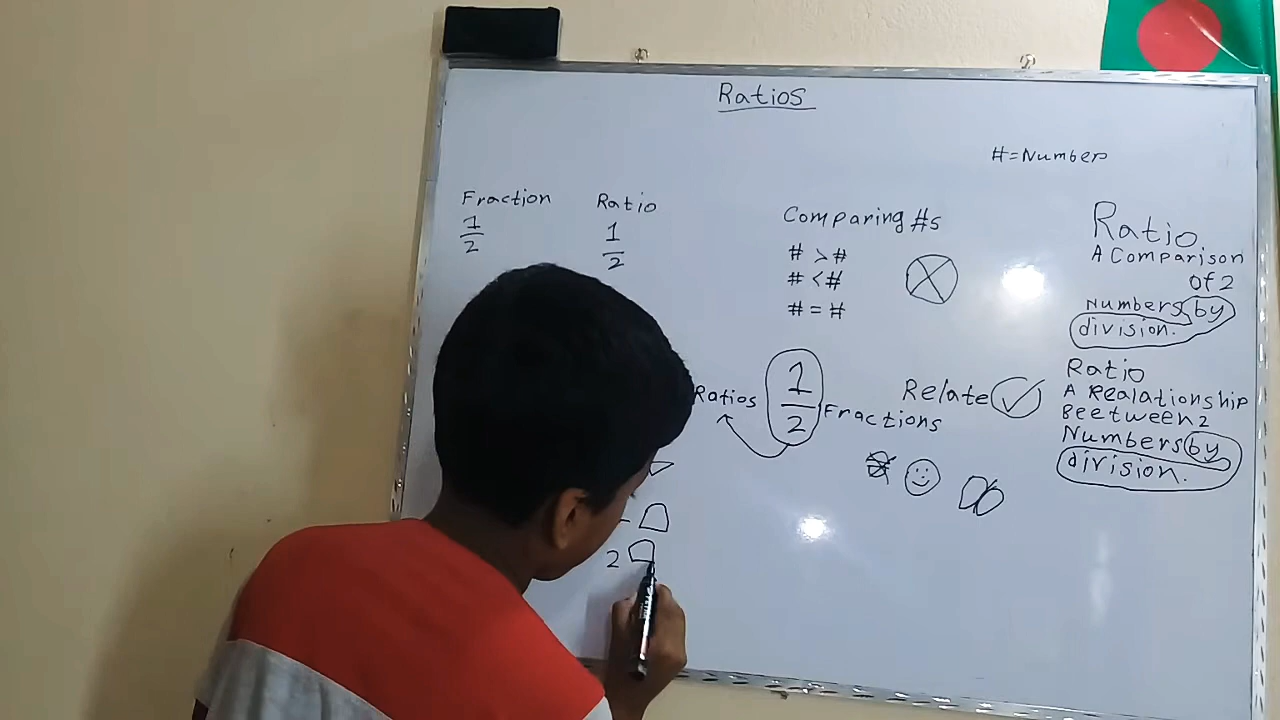 Ratios
#=Number
Fraction
1
2
Ratio
1
2
Comparing #s
# > #
# < #
# = #
Ratios
1
2
Fractions
Relate
2
Ratio
A Comparison
of 2
Numbers by
division.
Ratio
A Realationship
Beetween 2
Numbers by
division.